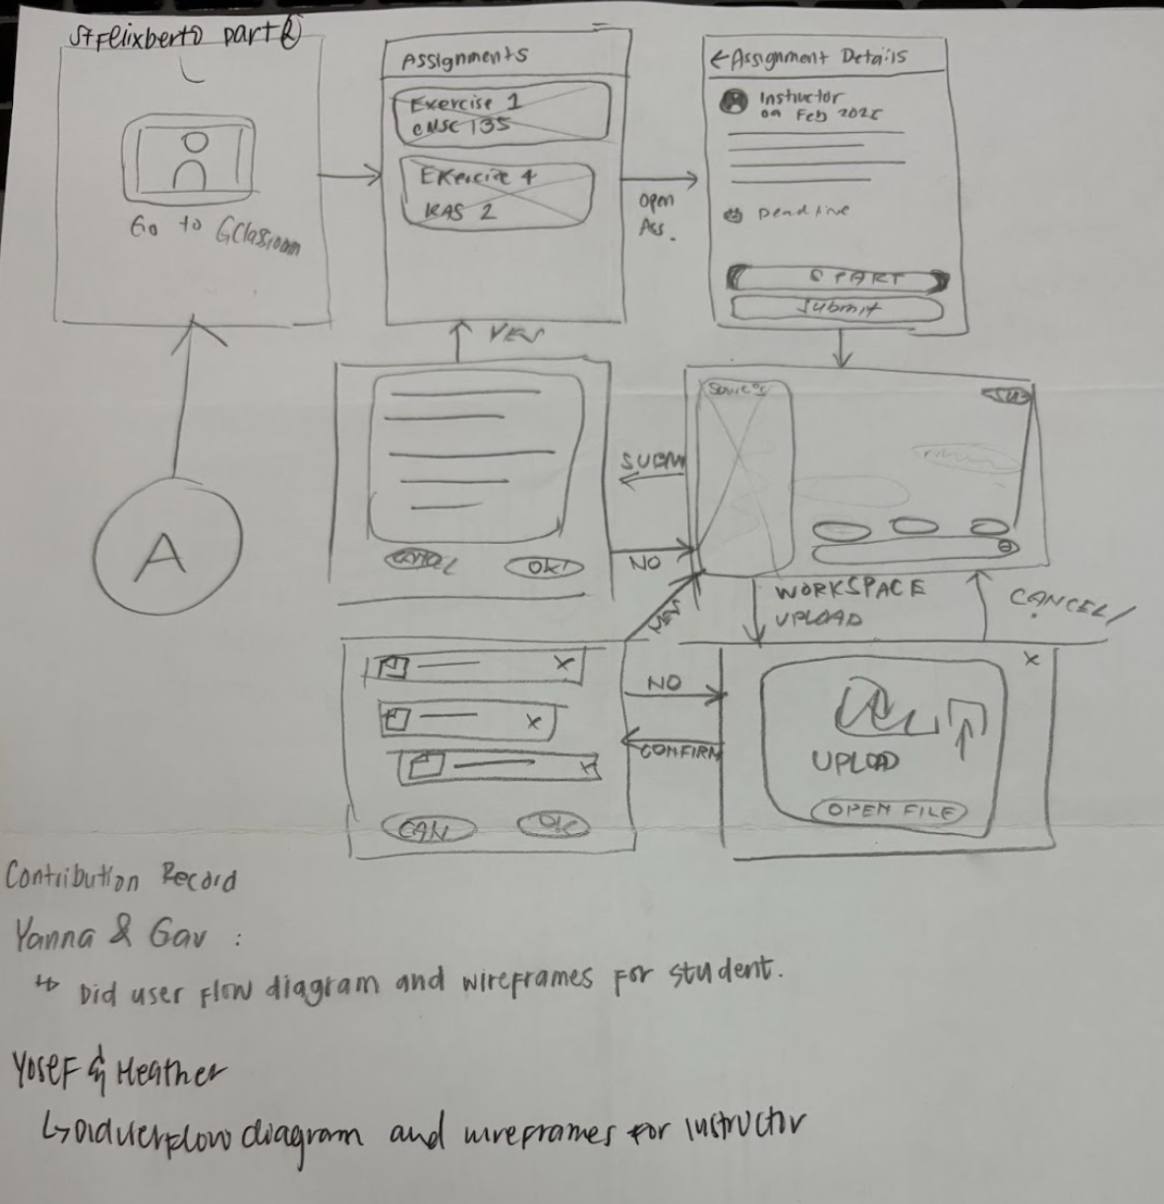 STFelixberto part 2
Go to GClassroom
Assignments
Exercise 1
CMSC 135
Exercise 4
KAS 2
Open
Ass.
←Assignment Details
Instructor
on Feb 2025
Deadline
START
Submit
A
YES
CANCEL
OK!
SUBM
NO
Sources
SUB
WORKSPACE
UPLOAD
CANCEL/
YES
X
X
X
CAN
OK
NO
CONFIRM
X
UPLOAD
OPEN FILE
Contribution Record
Yanna & Gav :
↳ Did user flow diagram and wireframes for student.
Yosef & Heather
↳ Did userflow diagram and wireframes for instructor